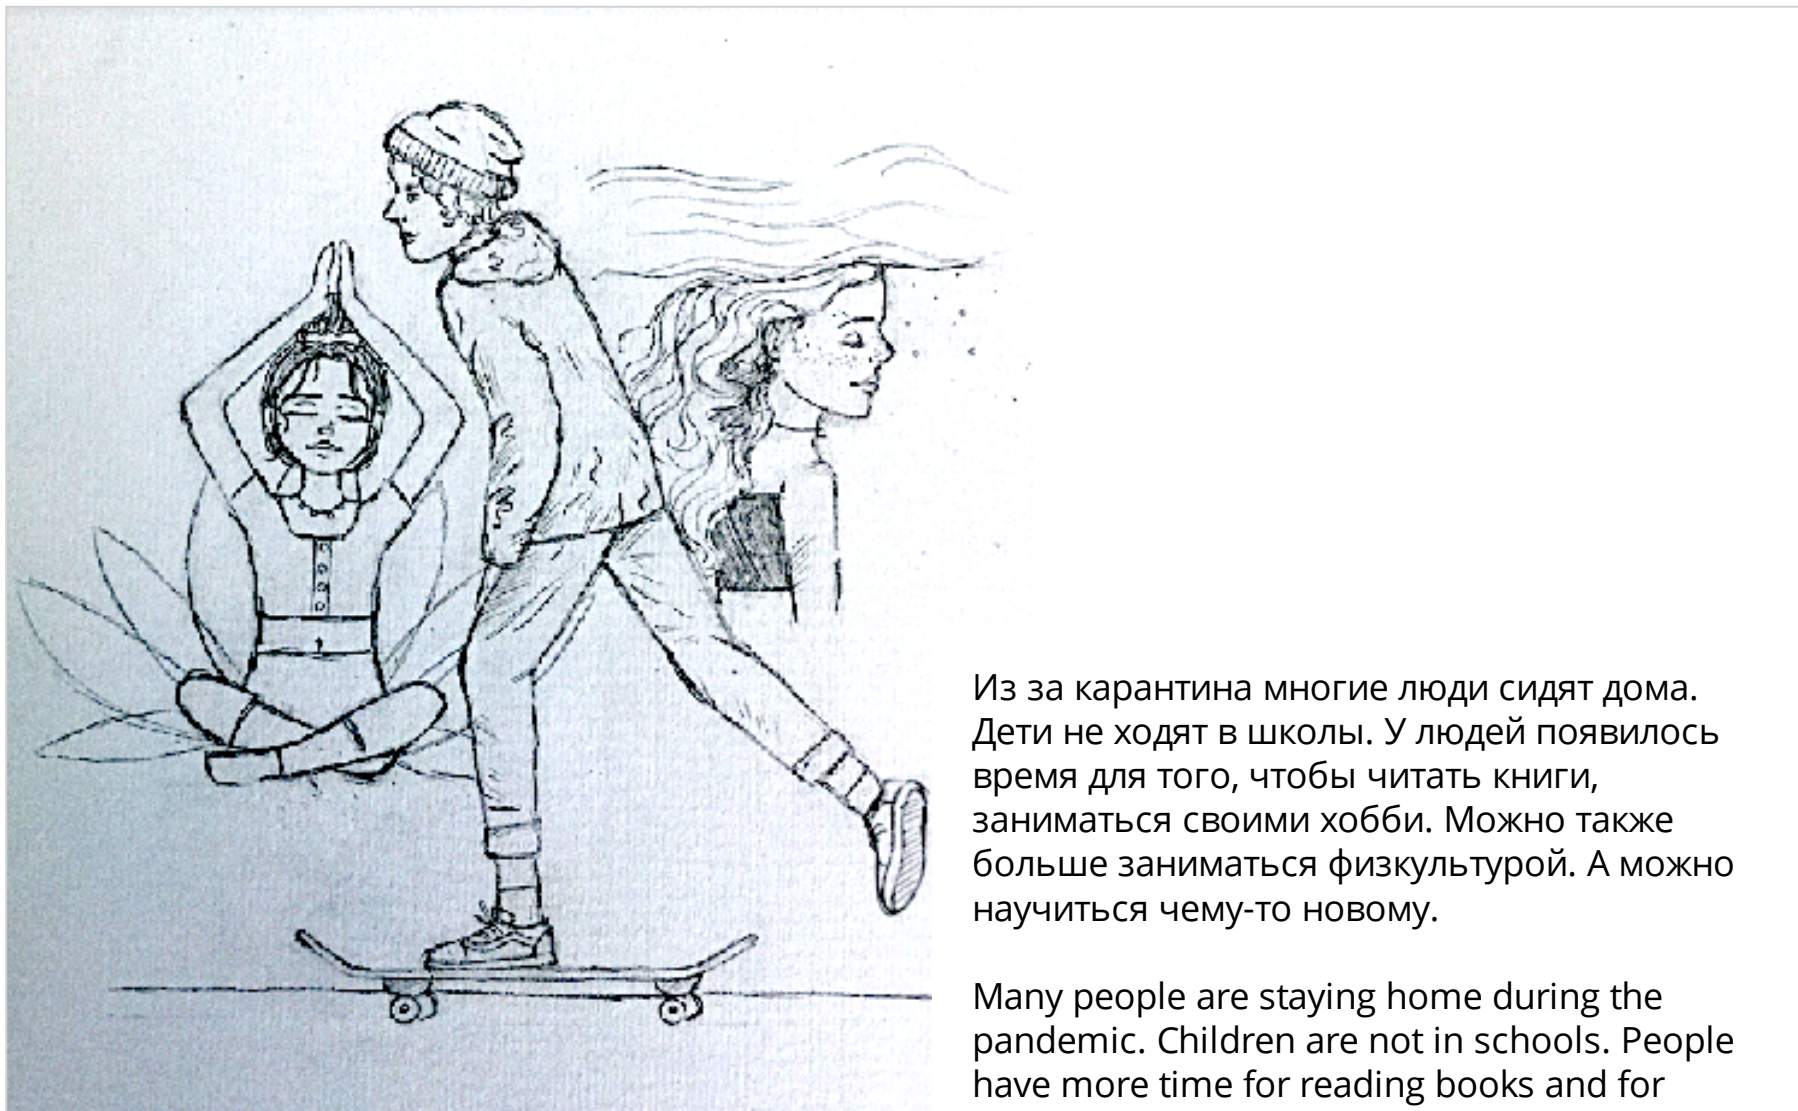 Из за карантина многие люди сидят дома.
Дети не ходят в школы. У людей появилось
время для того, чтобы читать книги,
заниматься своими хобби. Можно также
больше заниматься физкультурой. А можно
научиться чему-то новому.
Many people are staying home during the
pandemic. Children are not in schools. People
have more time for reading books and for